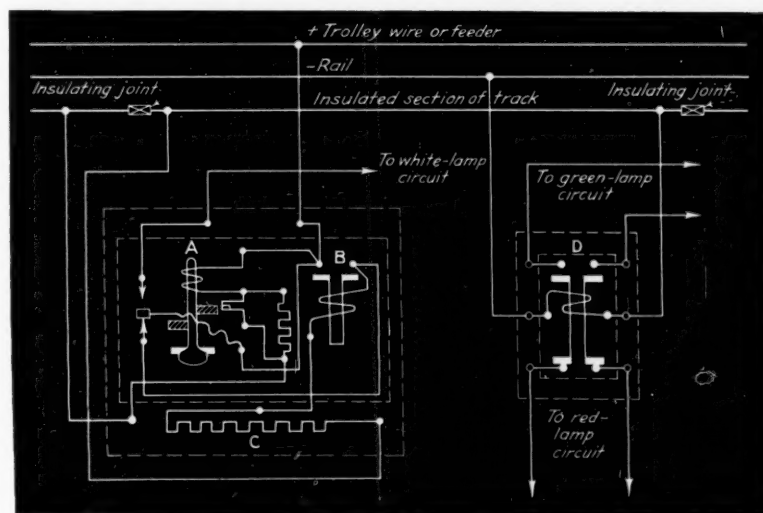 + Trolley wire or feeder
- Rail
Insulating joint
Insulating joint
Insulated section of track
To white-lamp
circuit
To green-lamp
circuit
A
B
D
C
To red-
lamp
circuit